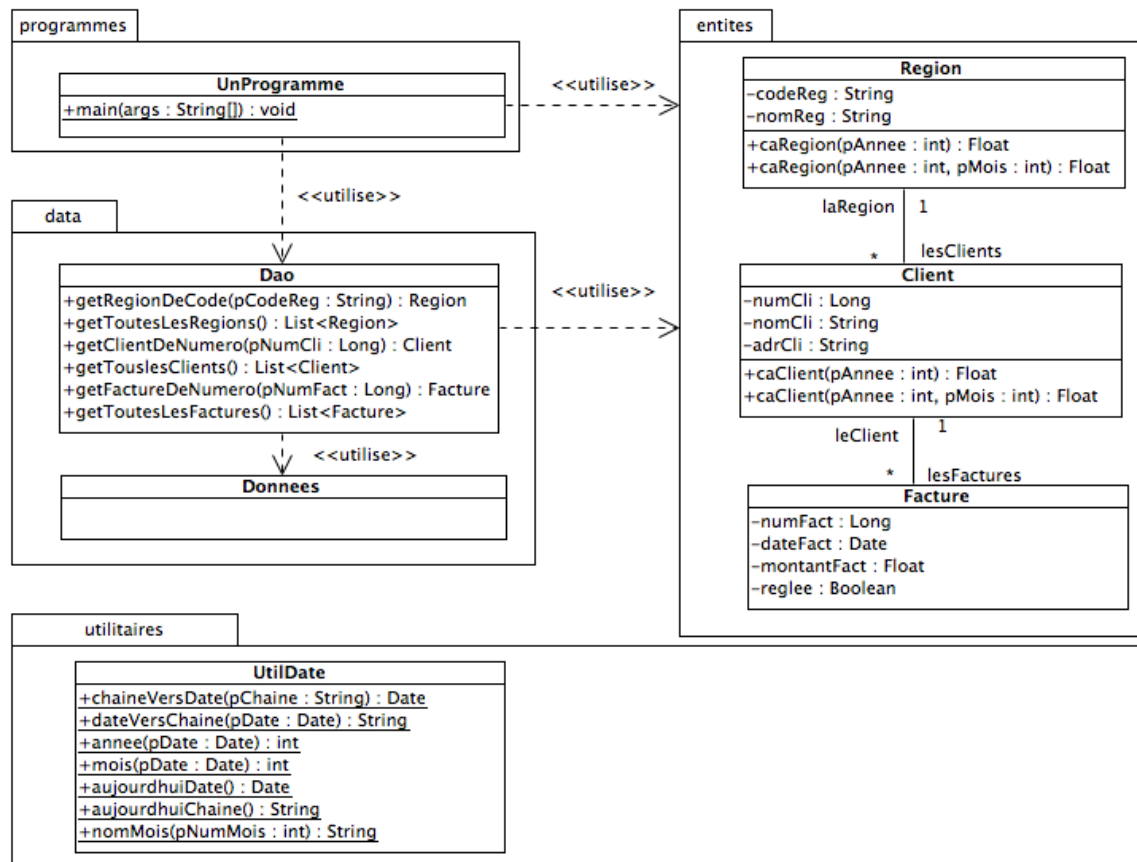 programmes
UnProgramme
+main(args : String[]) : void
<<utilise>>
<<utilise>>
data
Dao
+getRegionDeCode(pCodeReg : String) : Region
+getToutesLesRegions() : List<Region>
+getClientDeNumero(pNumCli : Long) : Client
+getTouslesClients() : List<Client>
+getFactureDeNumero(pNumFact : Long) : Facture
+getToutesLesFactures() : List<Facture>
<<utilise>>
<<utilise>>
Donnees
entites
Region
-codeReg : String
-nomReg : String
+caRegion(pAnnee : int) : Float
+caRegion(pAnnee : int, pMois : int) : Float
laRegion 1
* lesClients
Client
-numCli : Long
-nomCli : String
-adrCli : String
+caClient(pAnnee : int) : Float
+caClient(pAnnee : int, pMois : int) : Float
leClient 1
* lesFactures
Facture
-numFact : Long
-dateFact : Date
-montantFact : Float
-reglee : Boolean
utilitaires
UtilDate
+chaineVersDate(pChaine : String) : Date
+dateVersChaine(pDate : Date) : String
+annee(pDate : Date) : int
+mois(pDate : Date) : int
+aujourdhuiDate() : Date
+aujourdhuiChaine() : String
+nomMois(pNumMois : int) : String